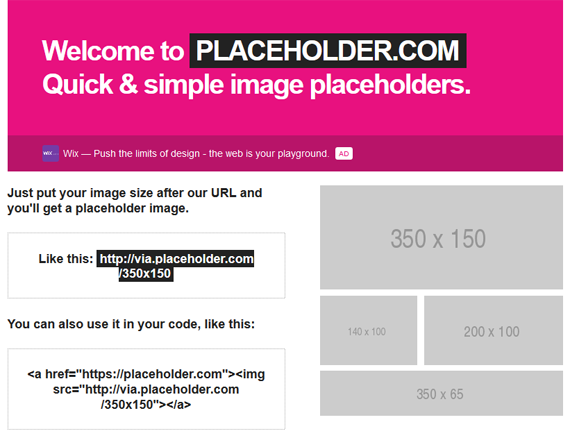 Welcome to PLACEHOLDER.COM
Quick & simple image placeholders.
WiX Wix — Push the limits of design - the web is your playground. AD
Just put your image size after our URL and
you'll get a placeholder image.
Like this: http://via.placeholder.com
/350x150
You can also use it in your code, like this:
<a href="https://placeholder.com"><img
src="http://via.placeholder.com
/350x150"></a>
350 x 150
140 x 100
200 x 100
350 x 65